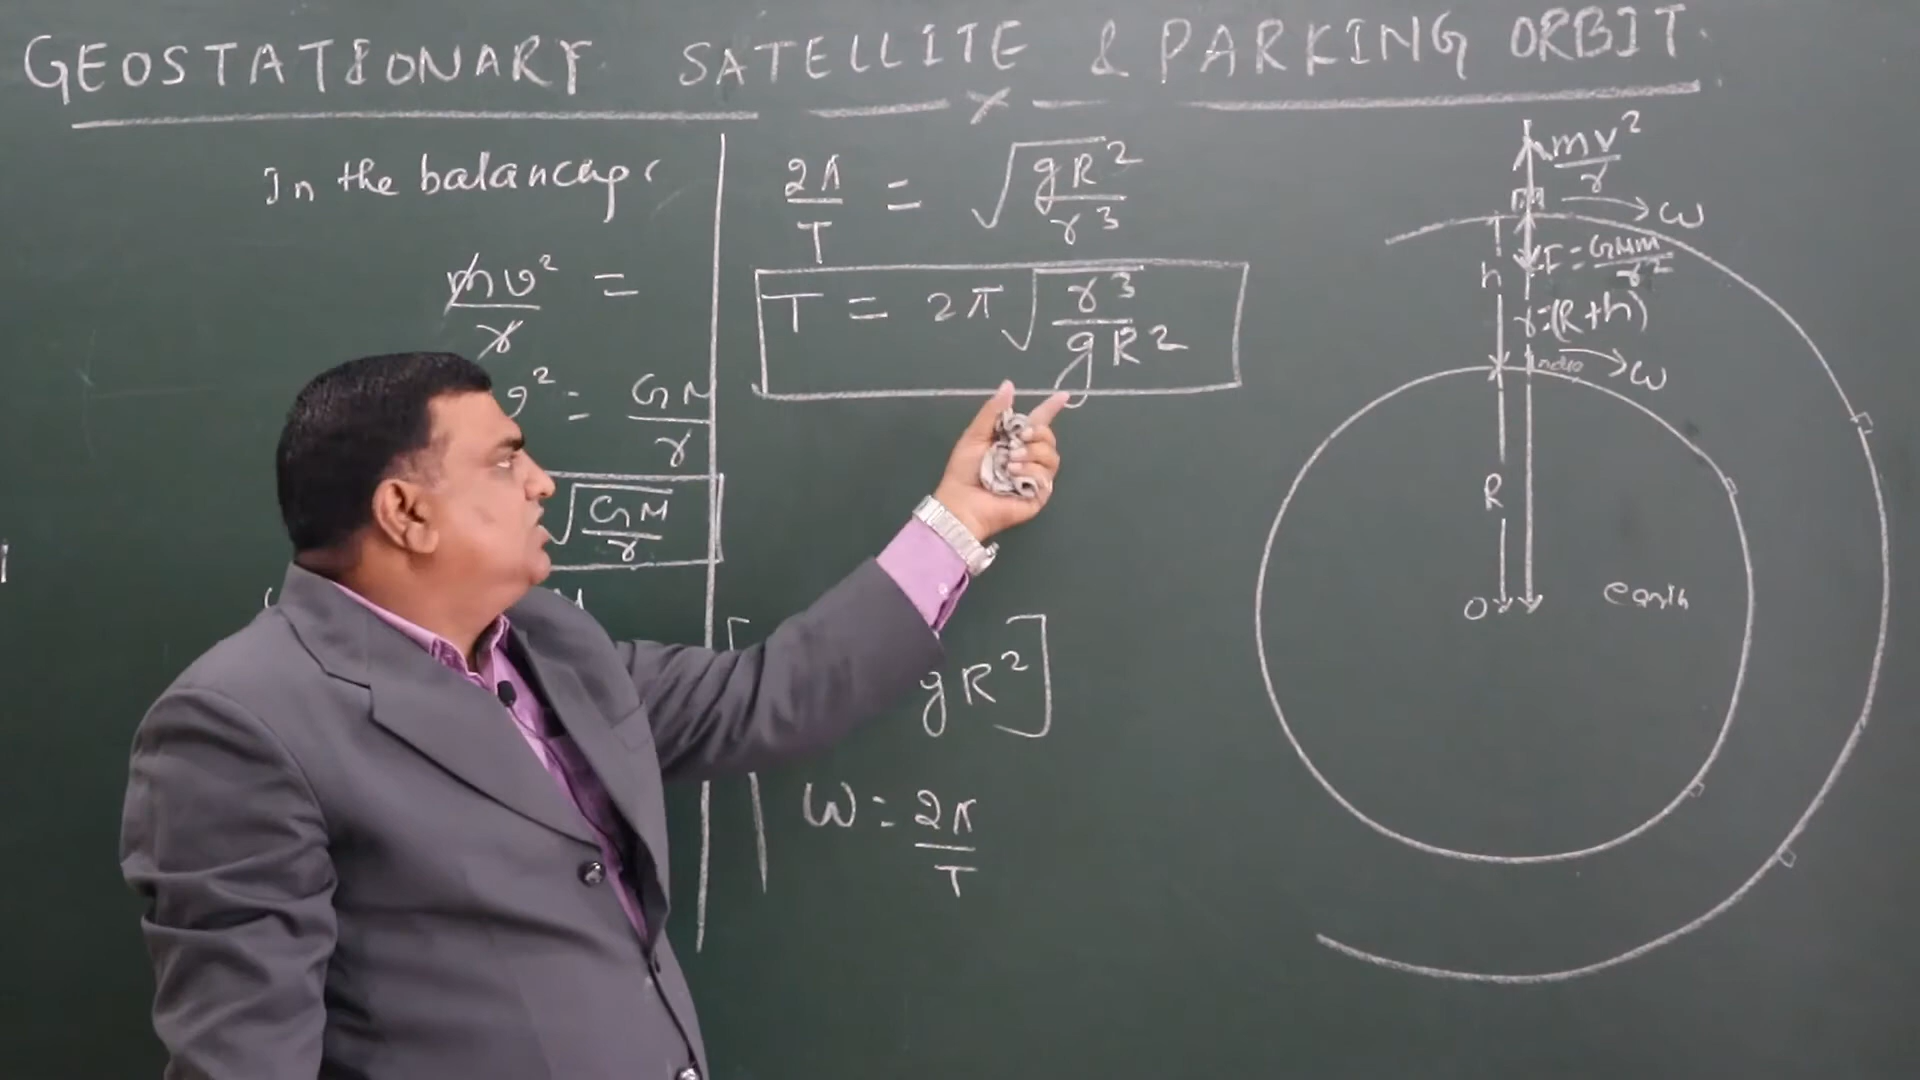 GEOSTATIONARY SATELLITE & PARKING ORBIT.
In the balancing
mv²/r =
v² = GM/r
√(GM/r)
2π/T = √(gR²/r³)
T = 2π√(r³/gR²)
gR²]
ω = 2π/T
mv²/r
ω
F = GMm/r²
h
r=(R+h)
ω
R
O
earth